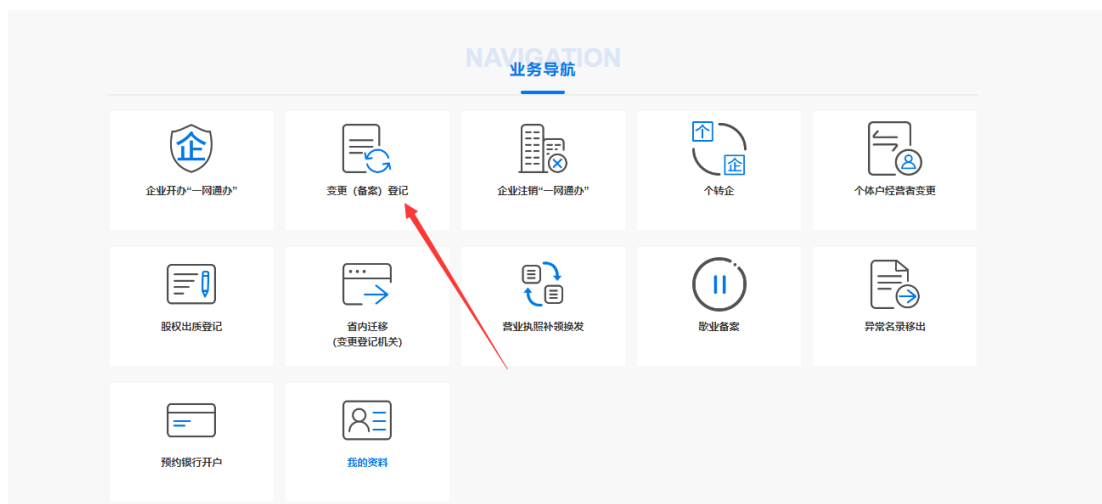 NAVIGATION
业务导航
企
企业开办“一网通办”
变更（备案）登记
企业注销“一网通办”
个
企
个转企
个体户经营者变更
股权出质登记
省内迁移
(变更登记机关)
营业执照补领换发
歇业备案
异常名录移出
预约银行开户
我的资料